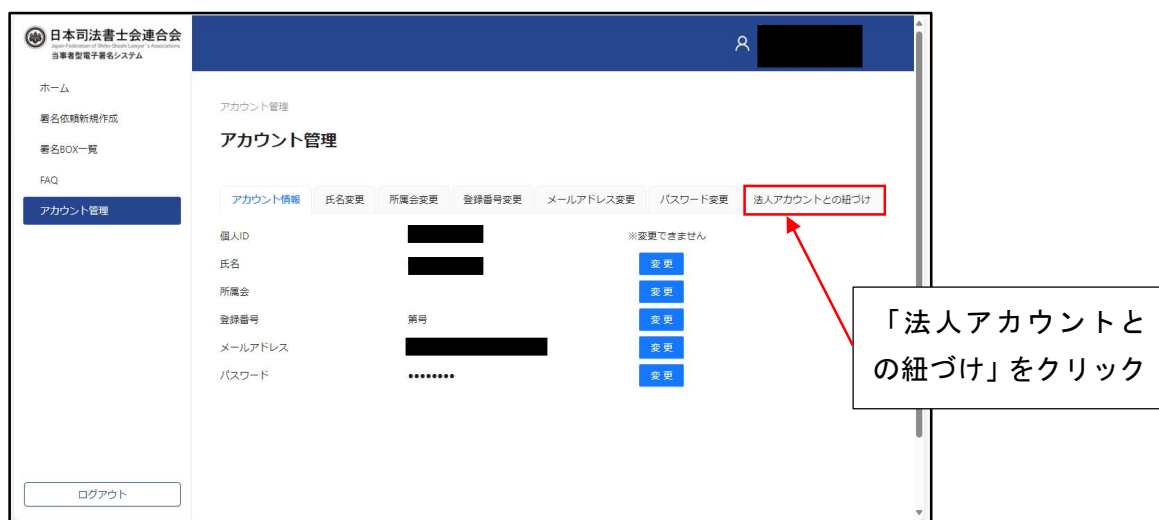 日本司法書士会連合会
Japan Federation of Shiho-Shoshi Lawyer's Associations
当事者型電子署名システム
ホーム
署名依頼新規作成
署名BOX一覧
FAQ
アカウント管理
ログアウト
アカウント管理
アカウント管理
アカウント情報 氏名変更 所属会変更 登録番号変更 メールアドレス変更 パスワード変更 法人アカウントとの紐づけ
個人ID ※変更できません
氏名 変更
所属会 変更
登録番号 第号 変更
メールアドレス 変更
パスワード •••••••• 変更
「法人アカウントと
の紐づけ」をクリック